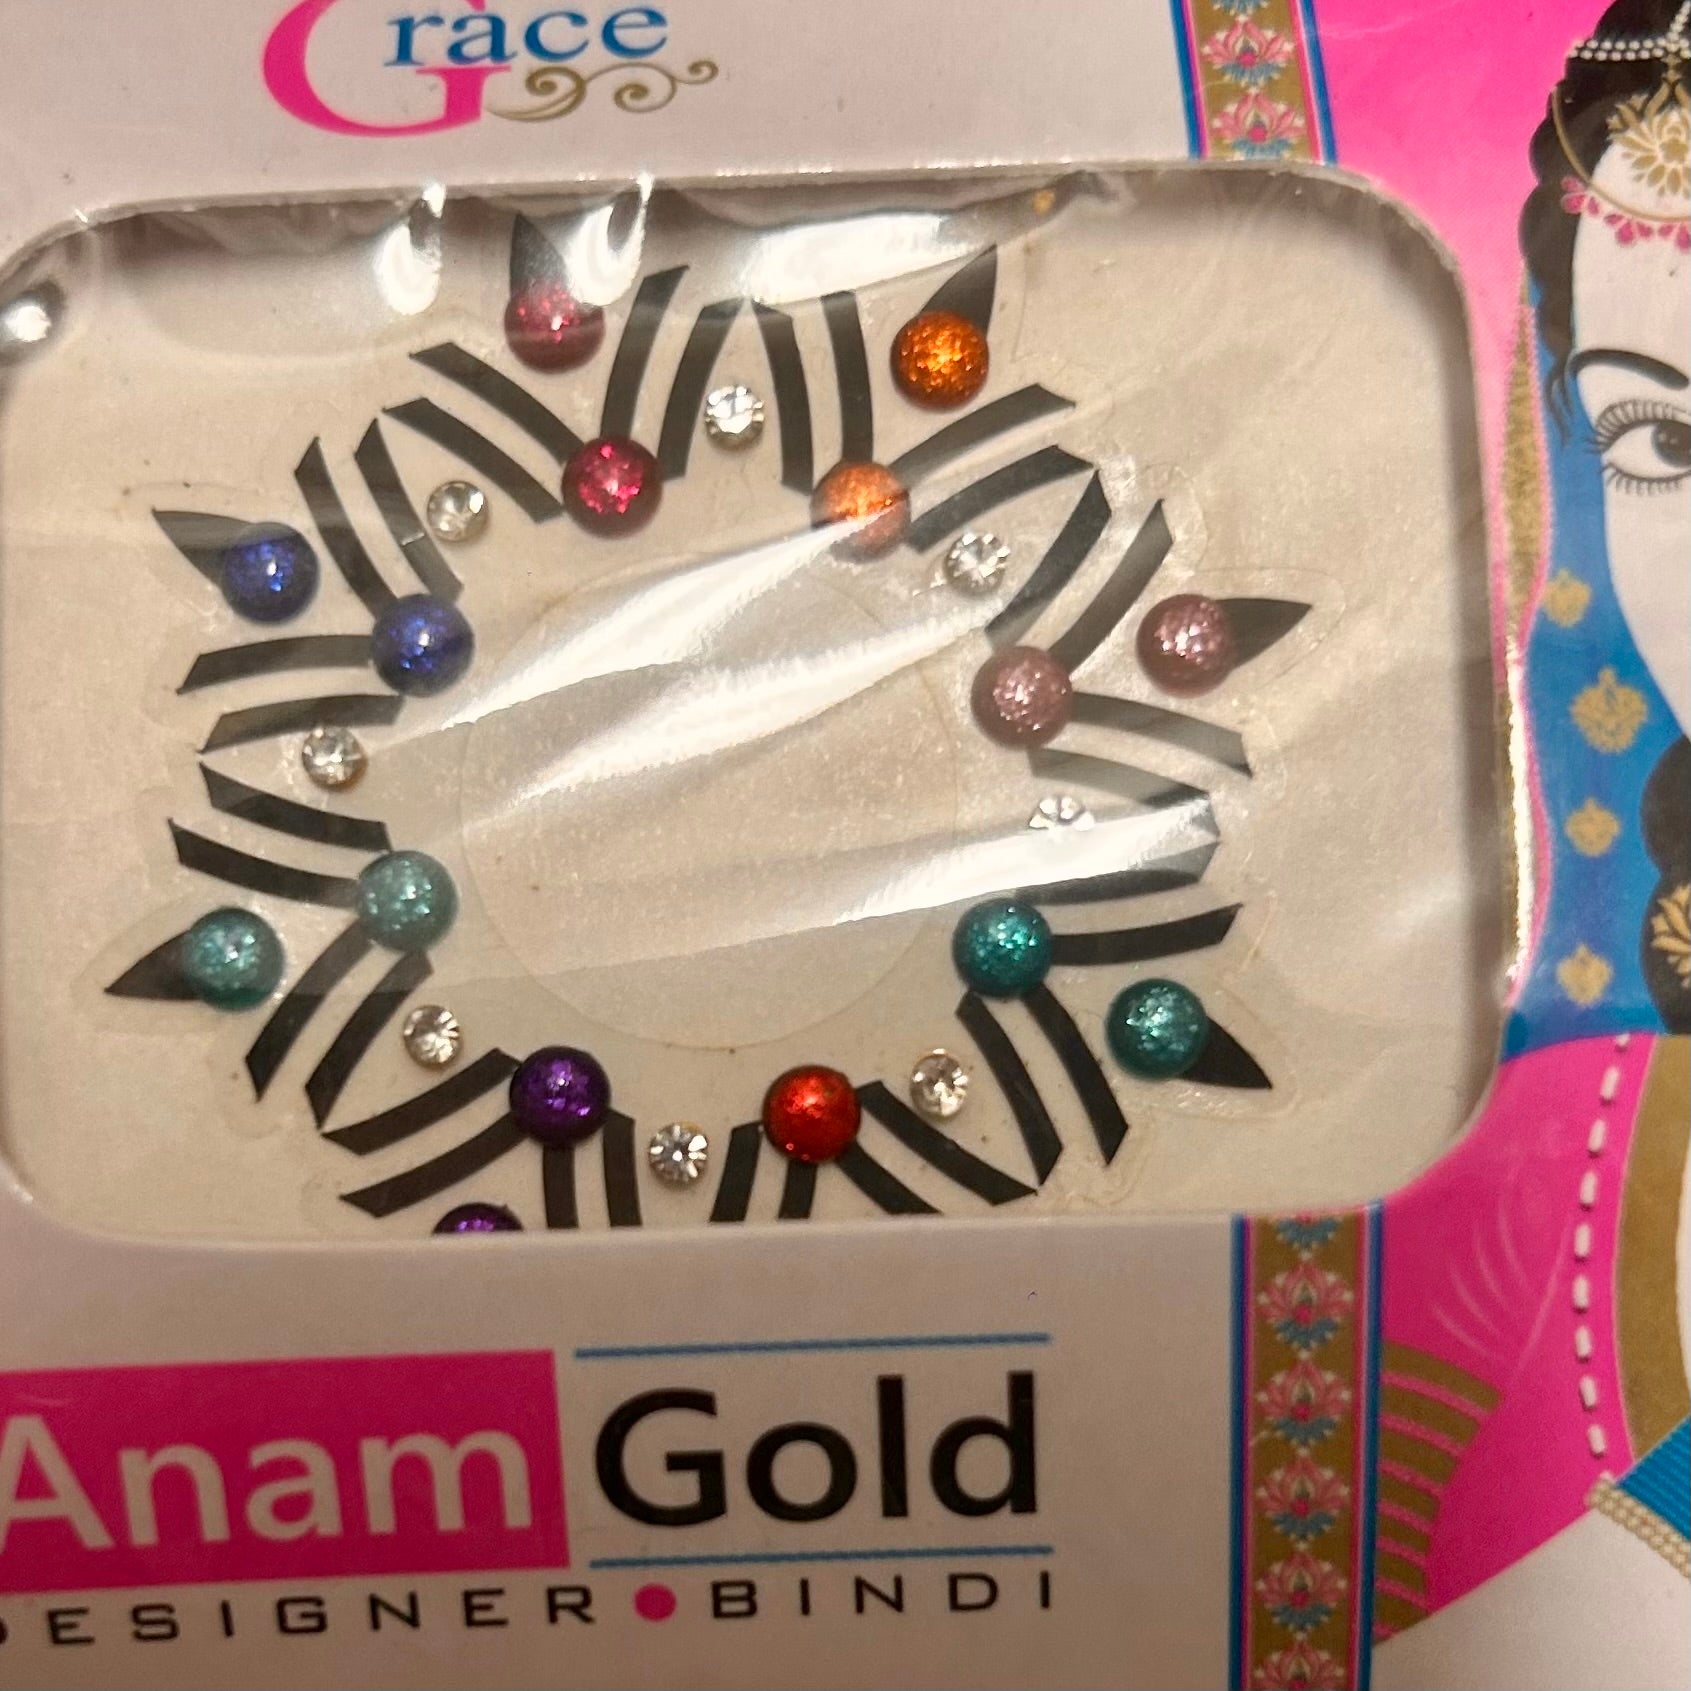 Grace
Anam Gold
DESIGNER • BINDI